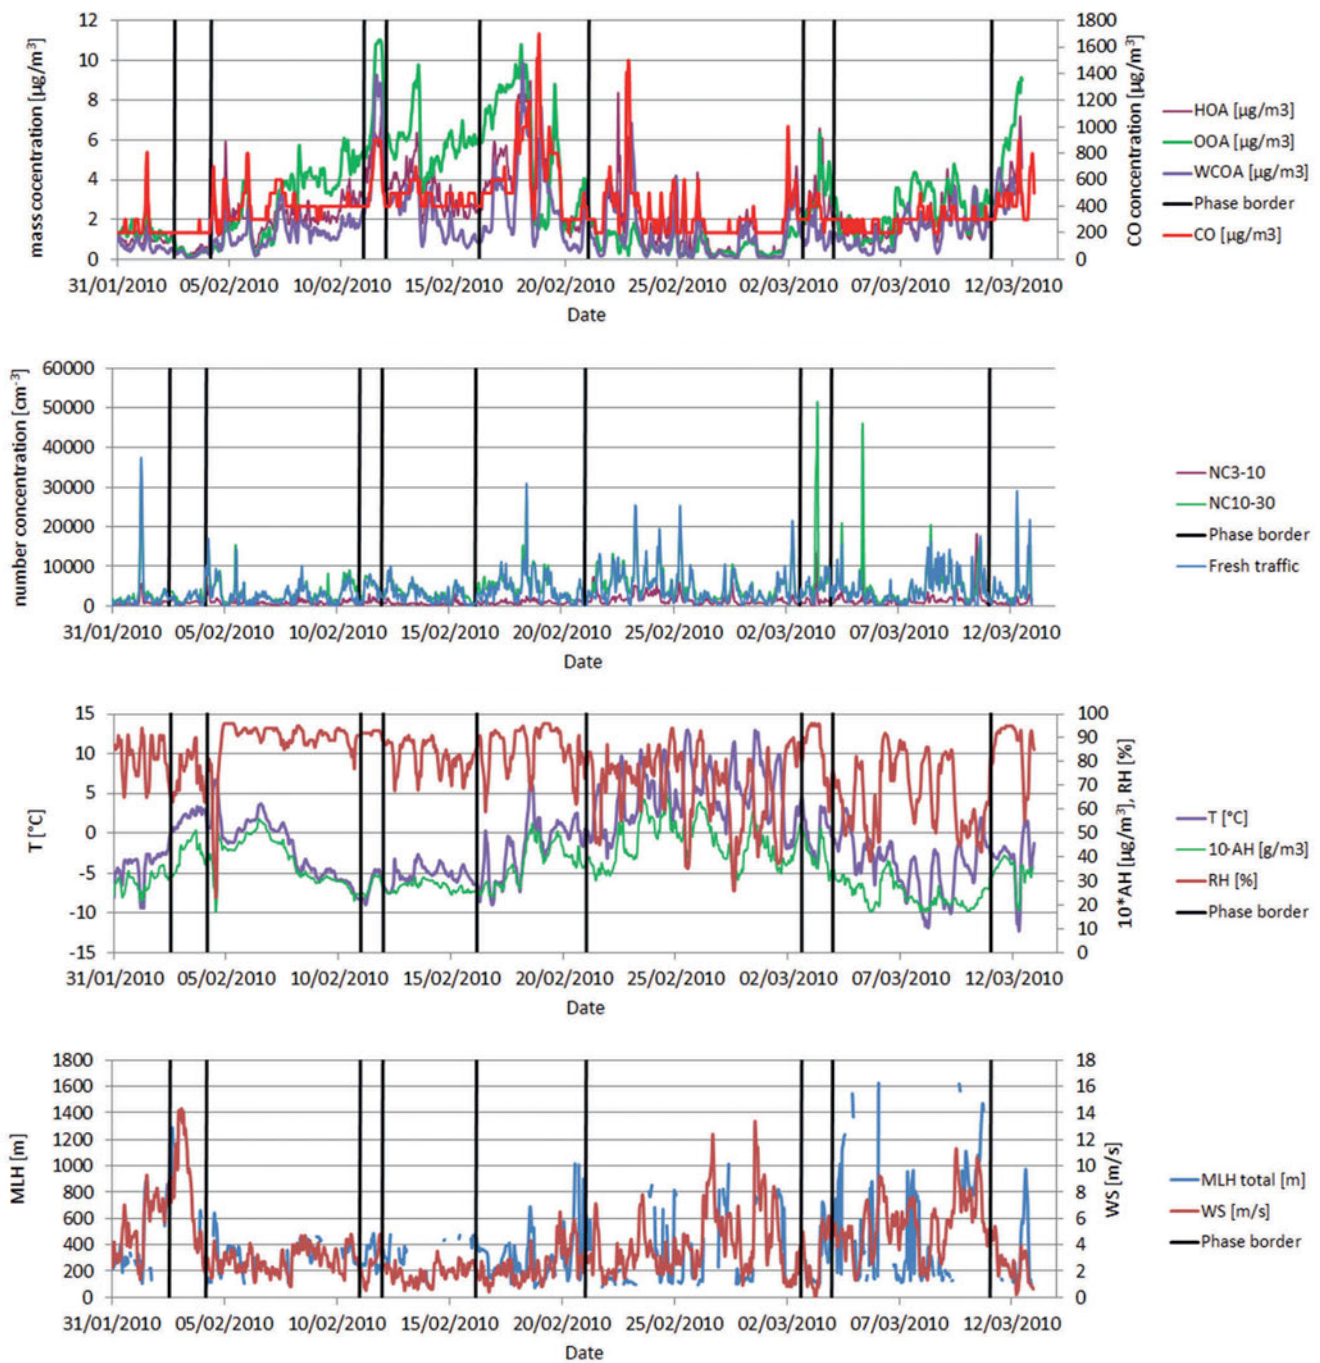 mass cocentration [µg/m³]
12
10
8
6
4
2
0
1800
1600
1400
1200
1000
800
600
400
200
0
CO concentration [µg/m³]
31/01/2010 05/02/2010 10/02/2010 15/02/2010 20/02/2010 25/02/2010 02/03/2010 07/03/2010 12/03/2010
Date
HOA [µg/m3]
OOA [µg/m3]
WCOA [µg/m3]
Phase border
CO [µg/m3]
number concentration [cm⁻³]
60000
50000
40000
30000
20000
10000
0
31/01/2010 05/02/2010 10/02/2010 15/02/2010 20/02/2010 25/02/2010 02/03/2010 07/03/2010 12/03/2010
Date
NC3-10
NC10-30
Phase border
Fresh traffic
T [°C]
15
10
5
0
-5
-10
-15
100
90
80
70
60
50
40
30
20
10
0
10*AH [µg/m³], RH [%]
31/01/2010 05/02/2010 10/02/2010 15/02/2010 20/02/2010 25/02/2010 02/03/2010 07/03/2010 12/03/2010
Date
T [°C]
10·AH [g/m3]
RH [%]
Phase border
MLH [m]
1800
1600
1400
1200
1000
800
600
400
200
0
18
16
14
12
10
8
6
4
2
0
WS [m/s]
31/01/2010 05/02/2010 10/02/2010 15/02/2010 20/02/2010 25/02/2010 02/03/2010 07/03/2010 12/03/2010
Date
MLH total [m]
WS [m/s]
Phase border